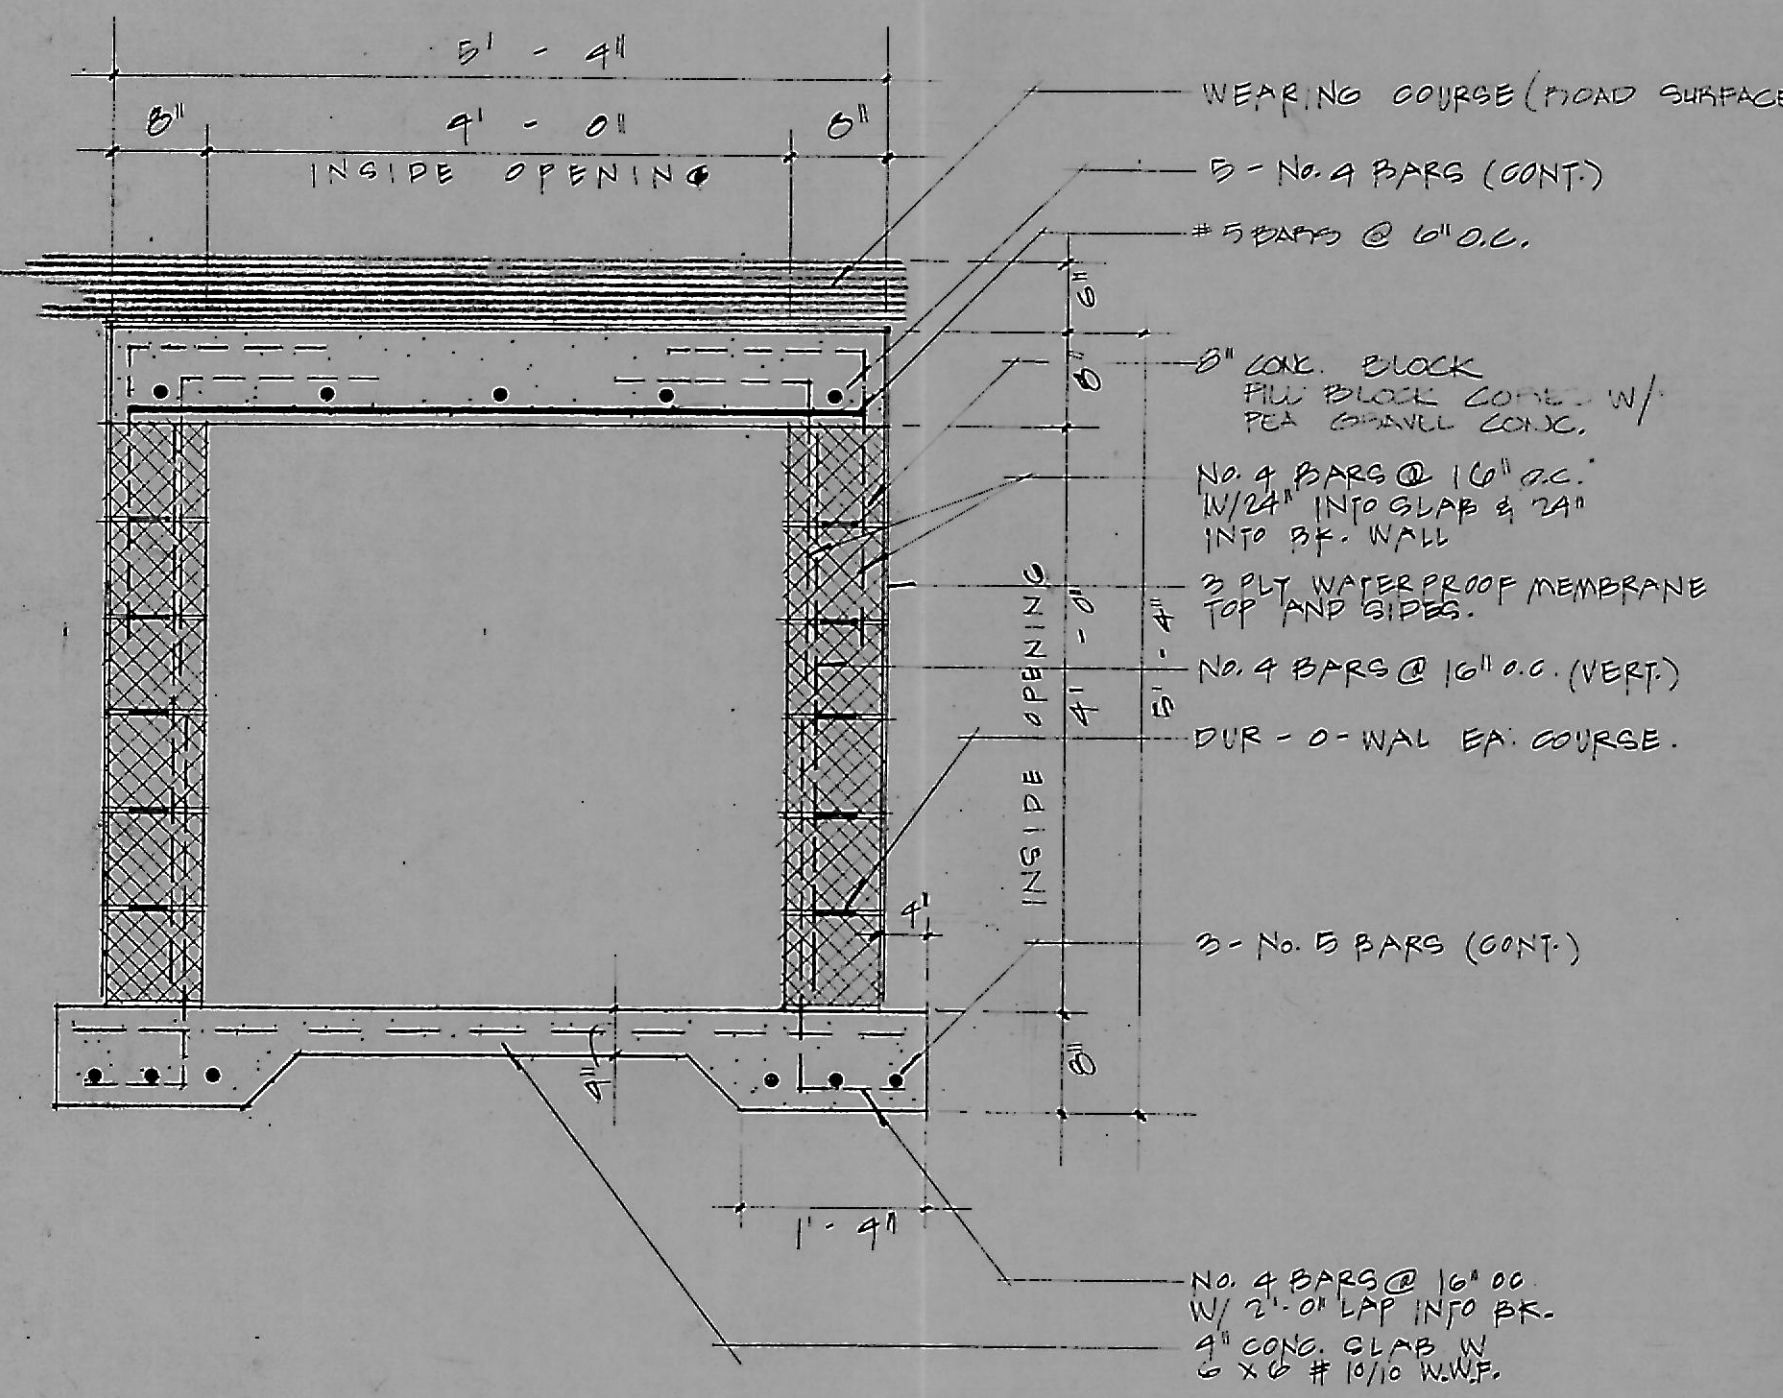 5' - 4"
8" 4' - 0" 8"
INSIDE OPENING
WEARING COURSE (ROAD SURFACE
5 - No. 4 BARS (CONT.)
#5 BARS @ 6" O.C.
6"
8"
8" CONC. BLOCK
FILL BLOCK CORES W/
PEA GRAVEL CONC.
No. 4 BARS @ 16" O.C.
W/24" INTO SLAB & 24"
INTO BK. WALL
3 PLY WATERPROOF MEMBRANE
TOP AND SIDES.
INSIDE OPENING
4' - 0"
5' - 4"
No. 4 BARS @ 16" O.C. (VERT.)
DUR - O - WAL EA. COURSE.
4"
3 - No. 5 BARS (CONT.)
4"
8"
1' - 4"
No. 4 BARS @ 16" OC
W/ 2'-0" LAP INTO BK.
4" CONC. SLAB W
6 X 6 # 10/10 W.W.F.